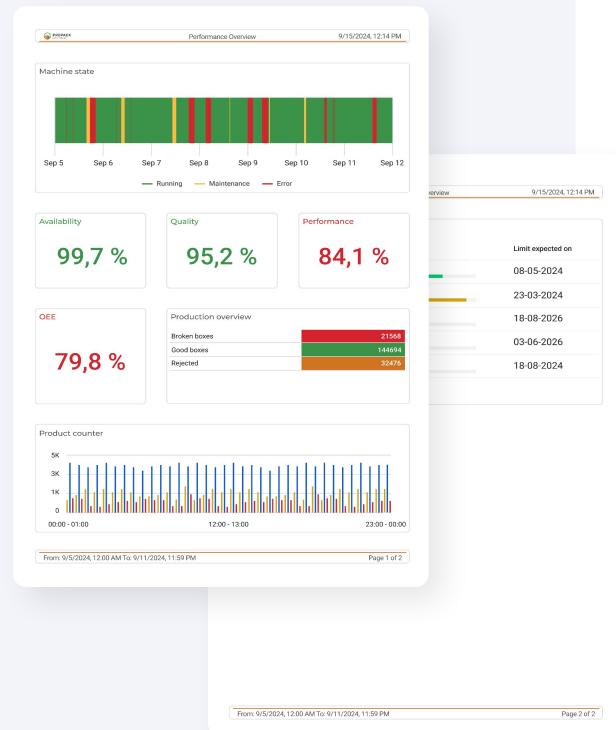 PROPACK
Performance Overview
9/15/2024, 12:14 PM
Machine state
Sep 5 Sep 6 Sep 7 Sep 8 Sep 9 Sep 10 Sep 11 Sep 12
Running Maintenance Error
Availability
99,7 %
Quality
95,2 %
Performance
84,1 %
OEE
79,8 %
Production overview
Broken boxes 21568
Good boxes 144694
Rejected 32476
Product counter
5K
3K
1K
0
00:00 - 01:00 12:00 - 13:00 23:00 - 00:00
From: 9/5/2024, 12:00 AM To: 9/11/2024, 11:59 PM Page 1 of 2
9/15/2024, 12:14 PM
Limit expected on
08-05-2024
23-03-2024
18-08-2026
03-06-2026
18-08-2024
From: 9/5/2024, 12:00 AM To: 9/11/2024, 11:59 PM Page 2 of 2